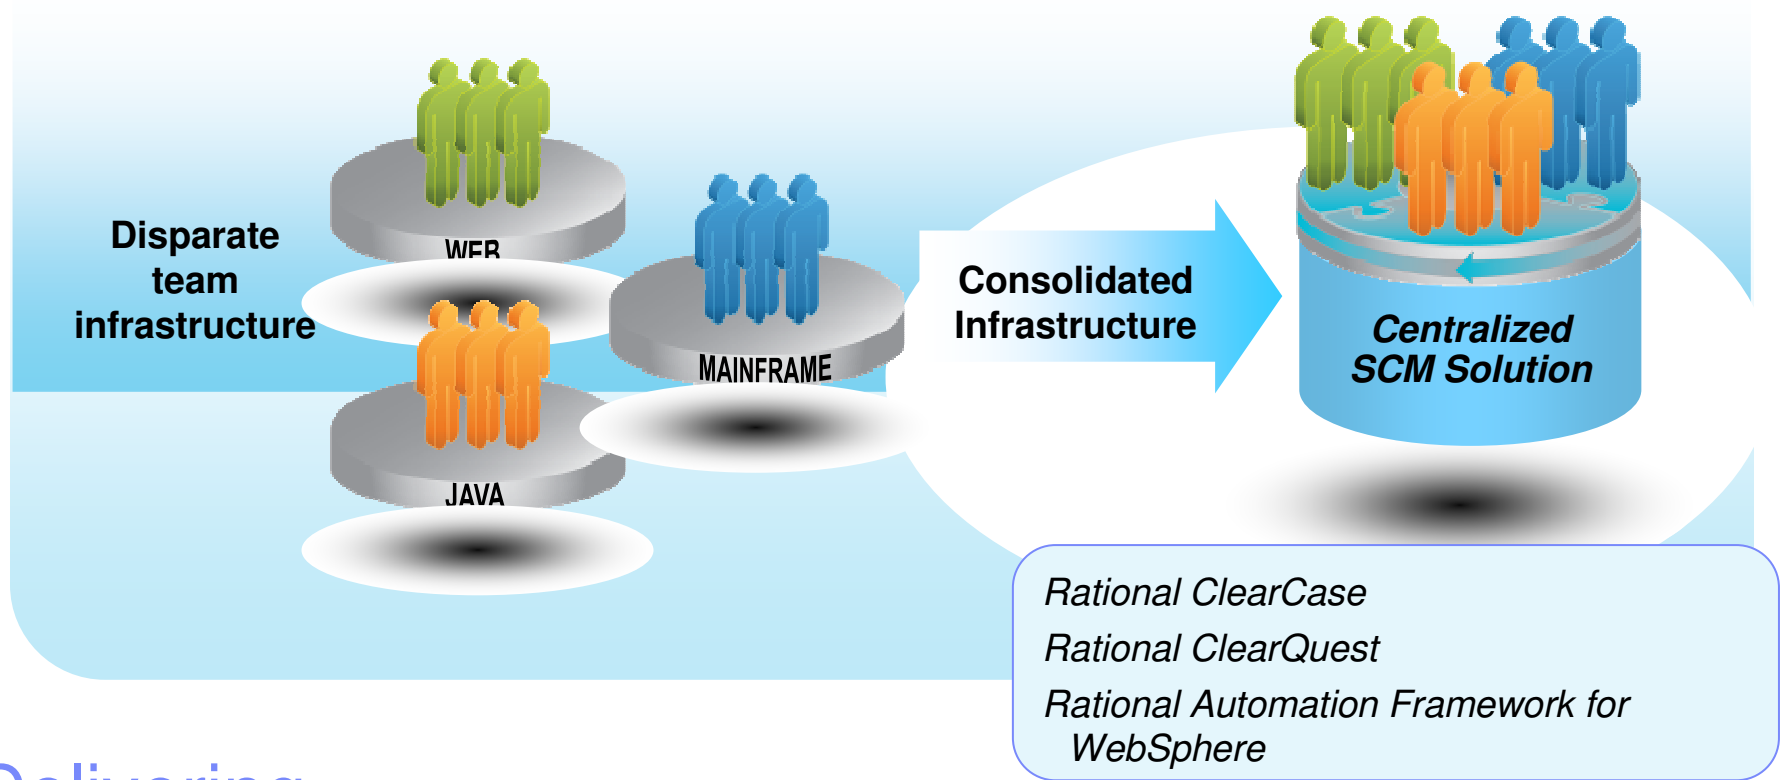 WEB
Disparate
team
infrastructure
MAINFRAME
JAVA
Consolidated
Infrastructure
Centralized
SCM Solution
Rational ClearCase
Rational ClearQuest
Rational Automation Framework for
WebSphere
Delivering